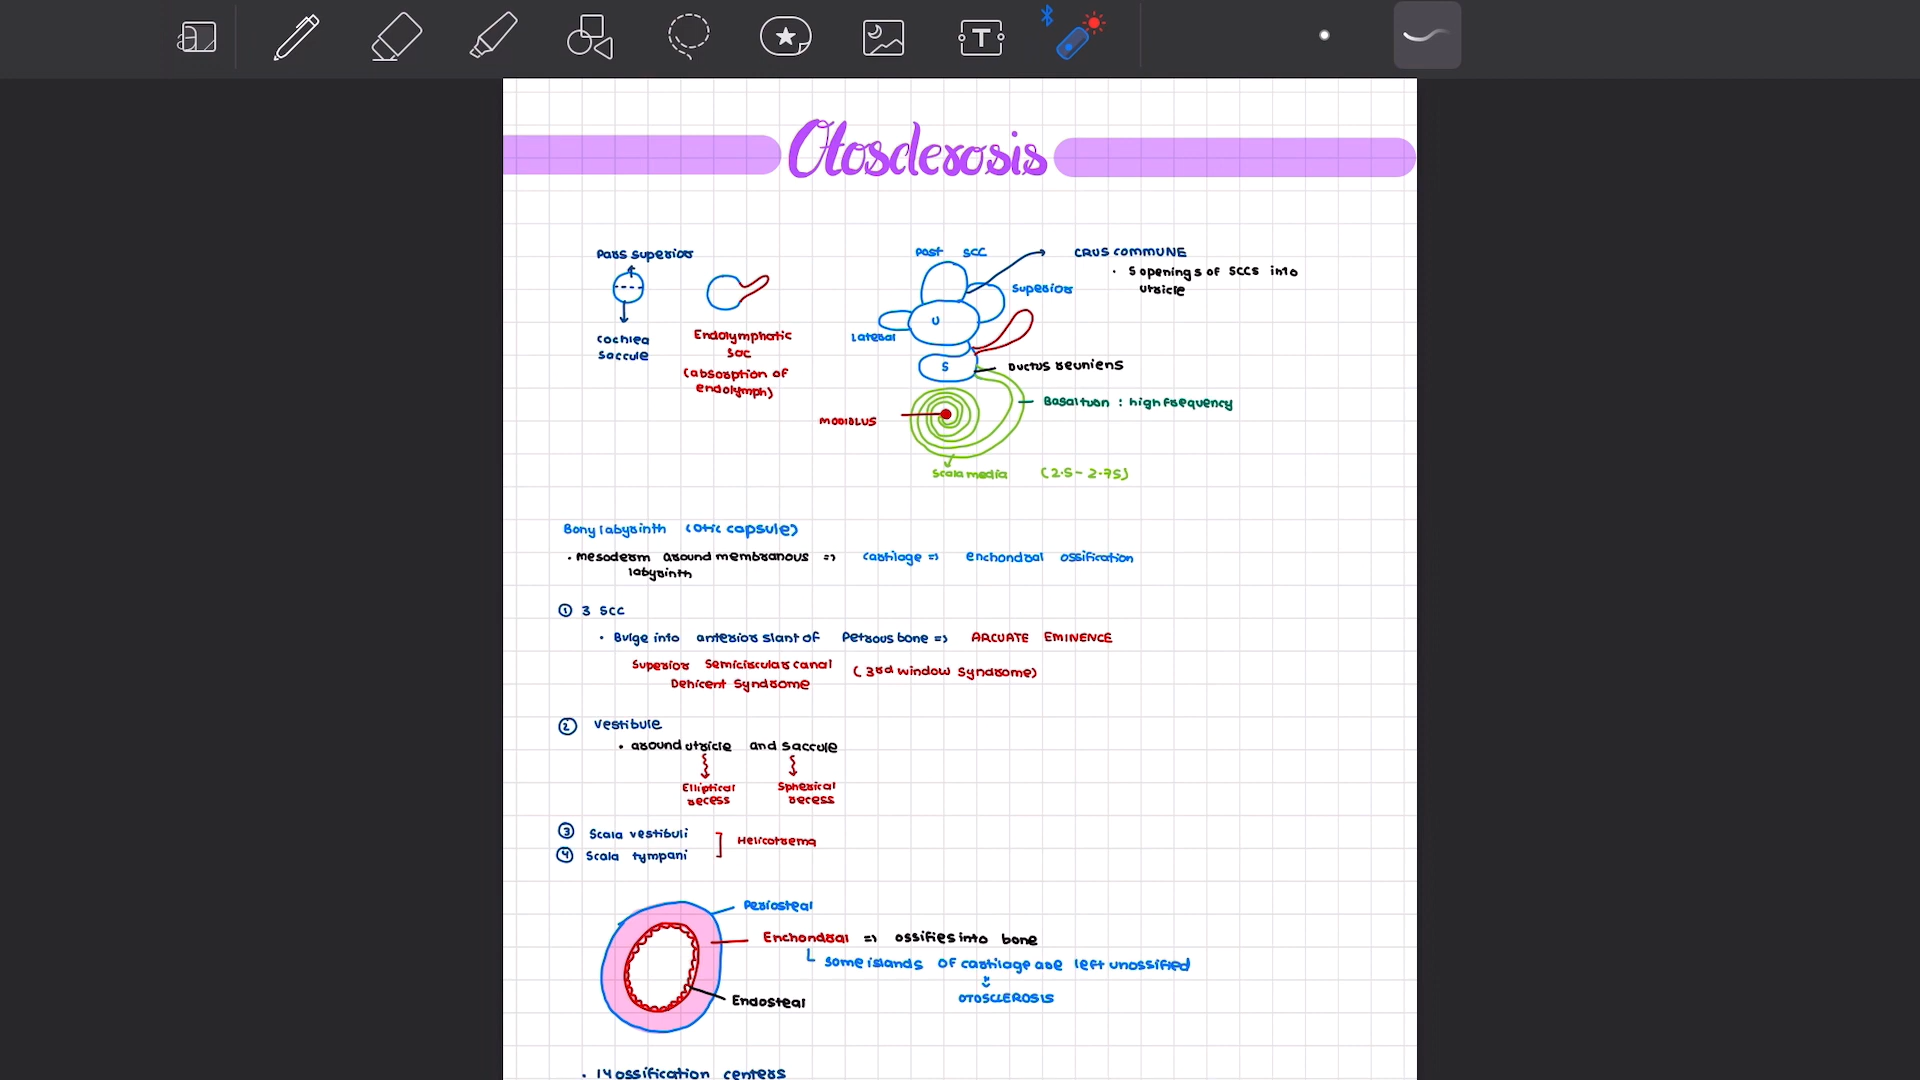 Otosclerosis
Pars superior
cochlea
saccule
Endolymphatic
sac
(absorption of
endolymph)
Post SCC
CRUS COMMUNE
· 5 openings of SCCs into
utricle
Superior
U
Lateral
S
Ductus reuniens
Basal turn : high frequency
MODIOLUS
Scala media (2.5 - 2.75)
Bony labyrinth (otic capsule)
· mesoderm around membranous => cartilage => enchondral ossification
labyrinth
① 3 SCC
· Bulge into anterior slant of Petrous bone => ARCUATE EMINENCE
Superior Semicircular canal (3rd window Syndrome)
Dehicent Syndrome
② Vestibule
· around utricle and saccule
Elliptical
recess
Spherical
recess
③ Scala vestibuli
④ Scala tympani
Helicotrema
Periosteal
Enchondral => ossifies into bone
some islands of cartilage are left unossified
OTOSCLEROSIS
Endosteal
· 14 ossification centers